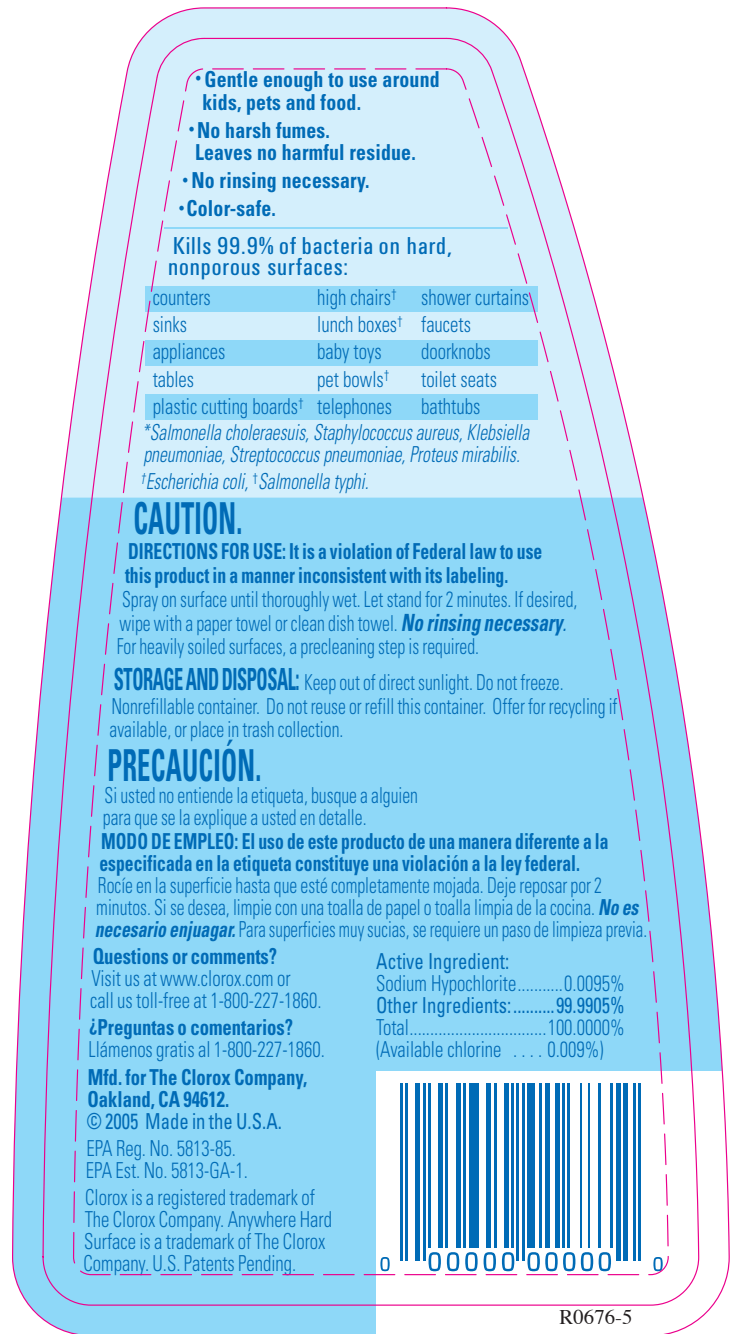 • Gentle enough to use around
kids, pets and food.
• No harsh fumes.
Leaves no harmful residue.
• No rinsing necessary.
• Color-safe.
Kills 99.9% of bacteria on hard,
nonporous surfaces:
counters high chairs† shower curtains
sinks lunch boxes† faucets
appliances baby toys doorknobs
tables pet bowls† toilet seats
plastic cutting boards† telephones bathtubs
*Salmonella choleraesuis, Staphylococcus aureus, Klebsiella
pneumoniae, Streptococcus pneumoniae, Proteus mirabilis.
†Escherichia coli, †Salmonella typhi.
CAUTION.
DIRECTIONS FOR USE: It is a violation of Federal law to use
this product in a manner inconsistent with its labeling.
Spray on surface until thoroughly wet. Let stand for 2 minutes. If desired,
wipe with a paper towel or clean dish towel. No rinsing necessary.
For heavily soiled surfaces, a precleaning step is required.
STORAGE AND DISPOSAL: Keep out of direct sunlight. Do not freeze.
Nonrefillable container. Do not reuse or refill this container. Offer for recycling if
available, or place in trash collection.
PRECAUCIÓN.
Si usted no entiende la etiqueta, busque a alguien
para que se la explique a usted en detalle.
MODO DE EMPLEO: El uso de este producto de una manera diferente a la
especificada en la etiqueta constituye una violación a la ley federal.
Rocíe en la superficie hasta que esté completamente mojada. Deje reposar por 2
minutos. Si se desea, limpie con una toalla de papel o toalla limpia de la cocina. No es
necesario enjuagar. Para superficies muy sucias, se requiere un paso de limpieza previa.
Questions or comments?
Visit us at www.clorox.com or
call us toll-free at 1-800-227-1860.
¿Preguntas o comentarios?
Llámenos gratis al 1-800-227-1860.
Mfd. for The Clorox Company,
Oakland, CA 94612.
© 2005 Made in the U.S.A.
EPA Reg. No. 5813-85.
EPA Est. No. 5813-GA-1.
Clorox is a registered trademark of
The Clorox Company. Anywhere Hard
Surface is a trademark of The Clorox
Company. U.S. Patents Pending.
Active Ingredient:
Sodium Hypochlorite...........0.0095%
Other Ingredients:..........99.9905%
Total...............................100.0000%
(Available chlorine . . . . 0.009%)
0 00000 00000 0
R0676-5